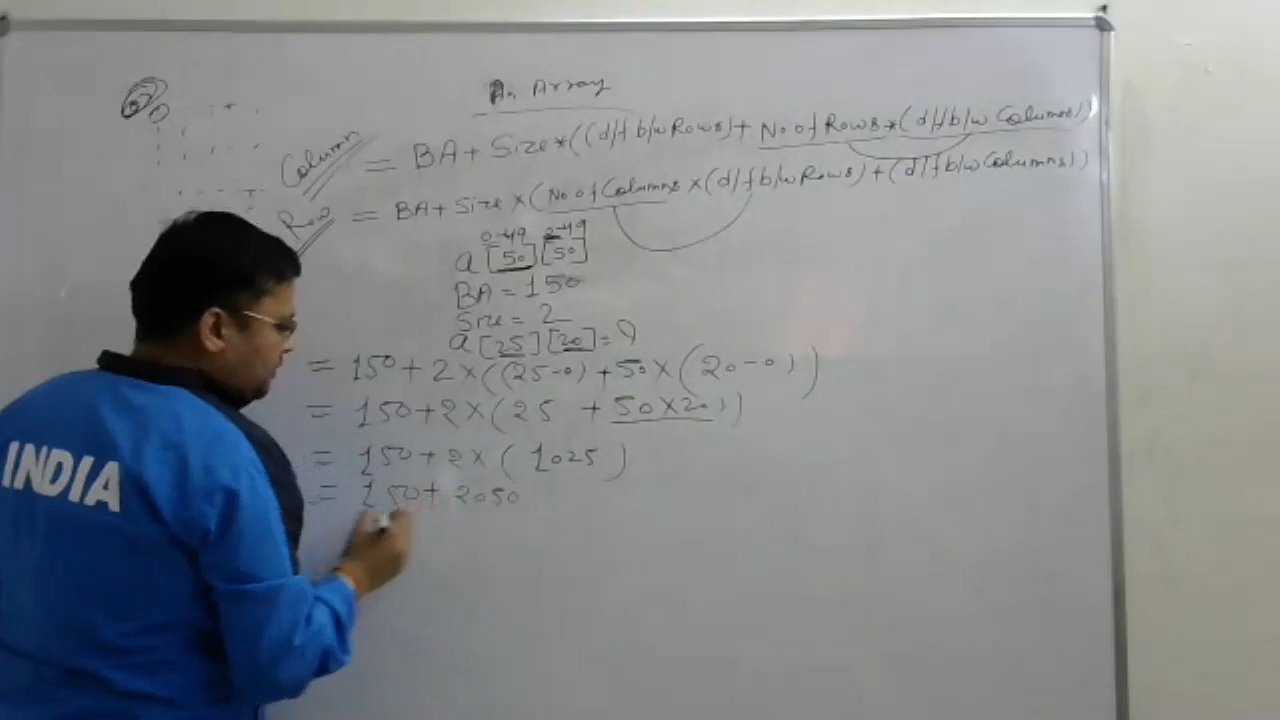 In Array
Column = BA + Size * ((d/f b/w Rows) + No of Rows * (d/f b/w Columns))
Row = BA + Size × (No of Columns × (d/f b/w Rows) + (d/f b/w Columns))
0-49 2-49
a [50] [50]
BA = 150
Size = 2
a [25] [20] = ?
= 150 + 2 × ((25-0) + 50 × (20-0))
= 150 + 2 × (25 + 50 × 20))
= 150 + 2 × (1025)
= 150 + 2050
INDIA